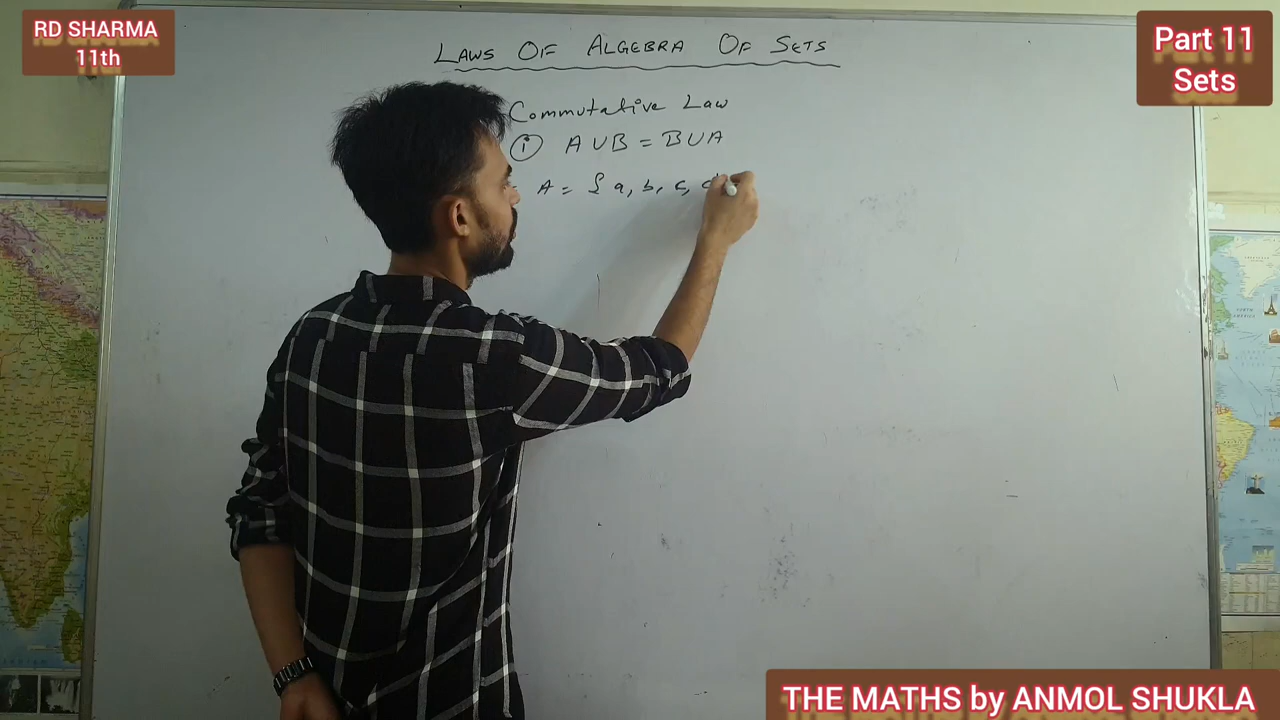 RD SHARMA
11th
Part 11
Sets
LAWS OF ALGEBRA OF SETS
Commutative Law
(i) A ∪ B = B ∪ A
A = { a, b, c, d
THE MATHS by ANMOL SHUKLA